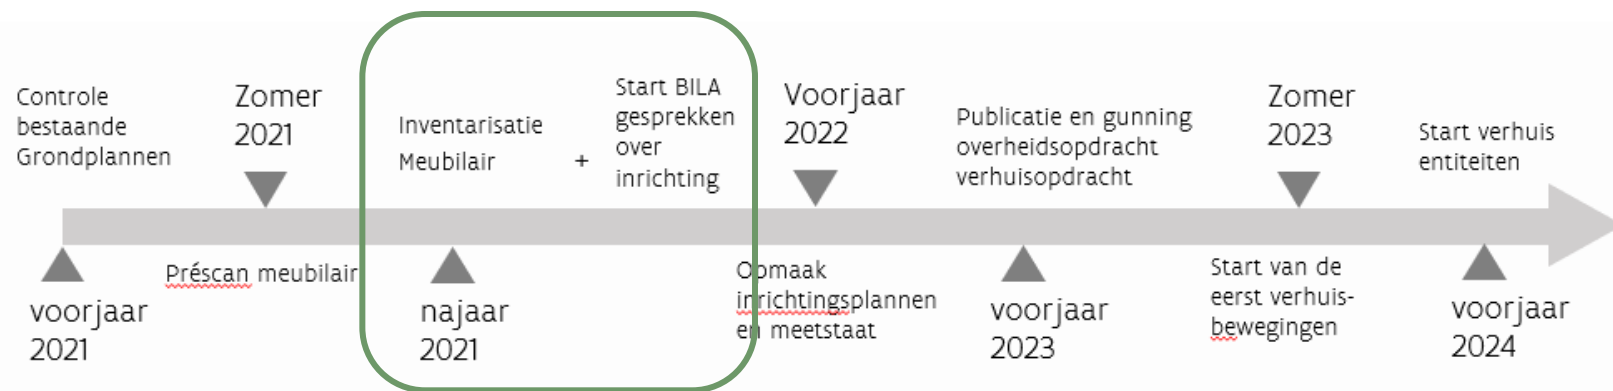 Controle
bestaande
Grondplannen
voorjaar
2021
Zomer
2021
Préscan meubilair
Inventarisatie
Meubilair
+
Start BILA
gesprekken
over
inrichting
najaar
2021
Voorjaar
2022
Opmaak
inrichtingsplannen
en meetstaat
Publicatie en gunning
overheidsopdracht
verhuisopdracht
voorjaar
2023
Zomer
2023
Start van de
eerst verhuis-
bewegingen
Start verhuis
entiteiten
voorjaar
2024